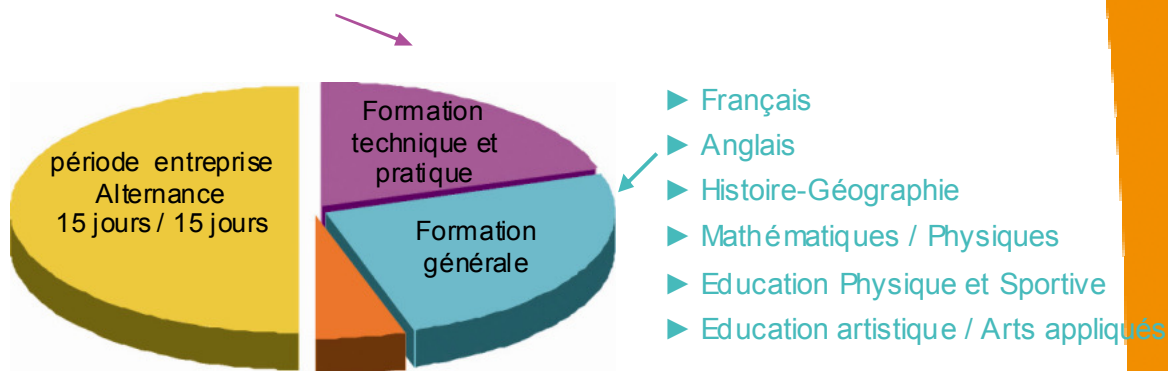 Formation
technique et
pratique
période entreprise
Alternance
15 jours / 15 jours
Formation
générale
► Français
► Anglais
► Histoire-Géographie
► Mathématiques / Physiques
► Education Physique et Sportive
► Education artistique / Arts appliqués